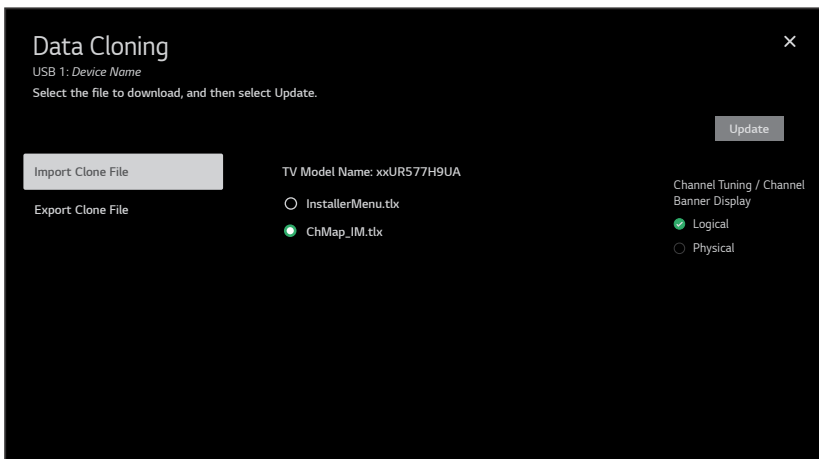 Data Cloning
USB 1: Device Name
Select the file to download, and then select Update.
Update
Import Clone File
Export Clone File
TV Model Name: xxUR577H9UA
InstallerMenu.tlx
ChMap_IM.tlx
Channel Tuning / Channel
Banner Display
Logical
Physical